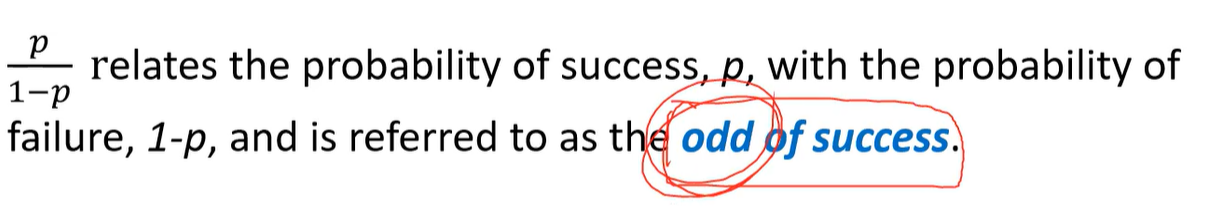 p/1−p relates the probability of success, p, with the probability of
failure, 1-p, and is referred to as the odd of success.